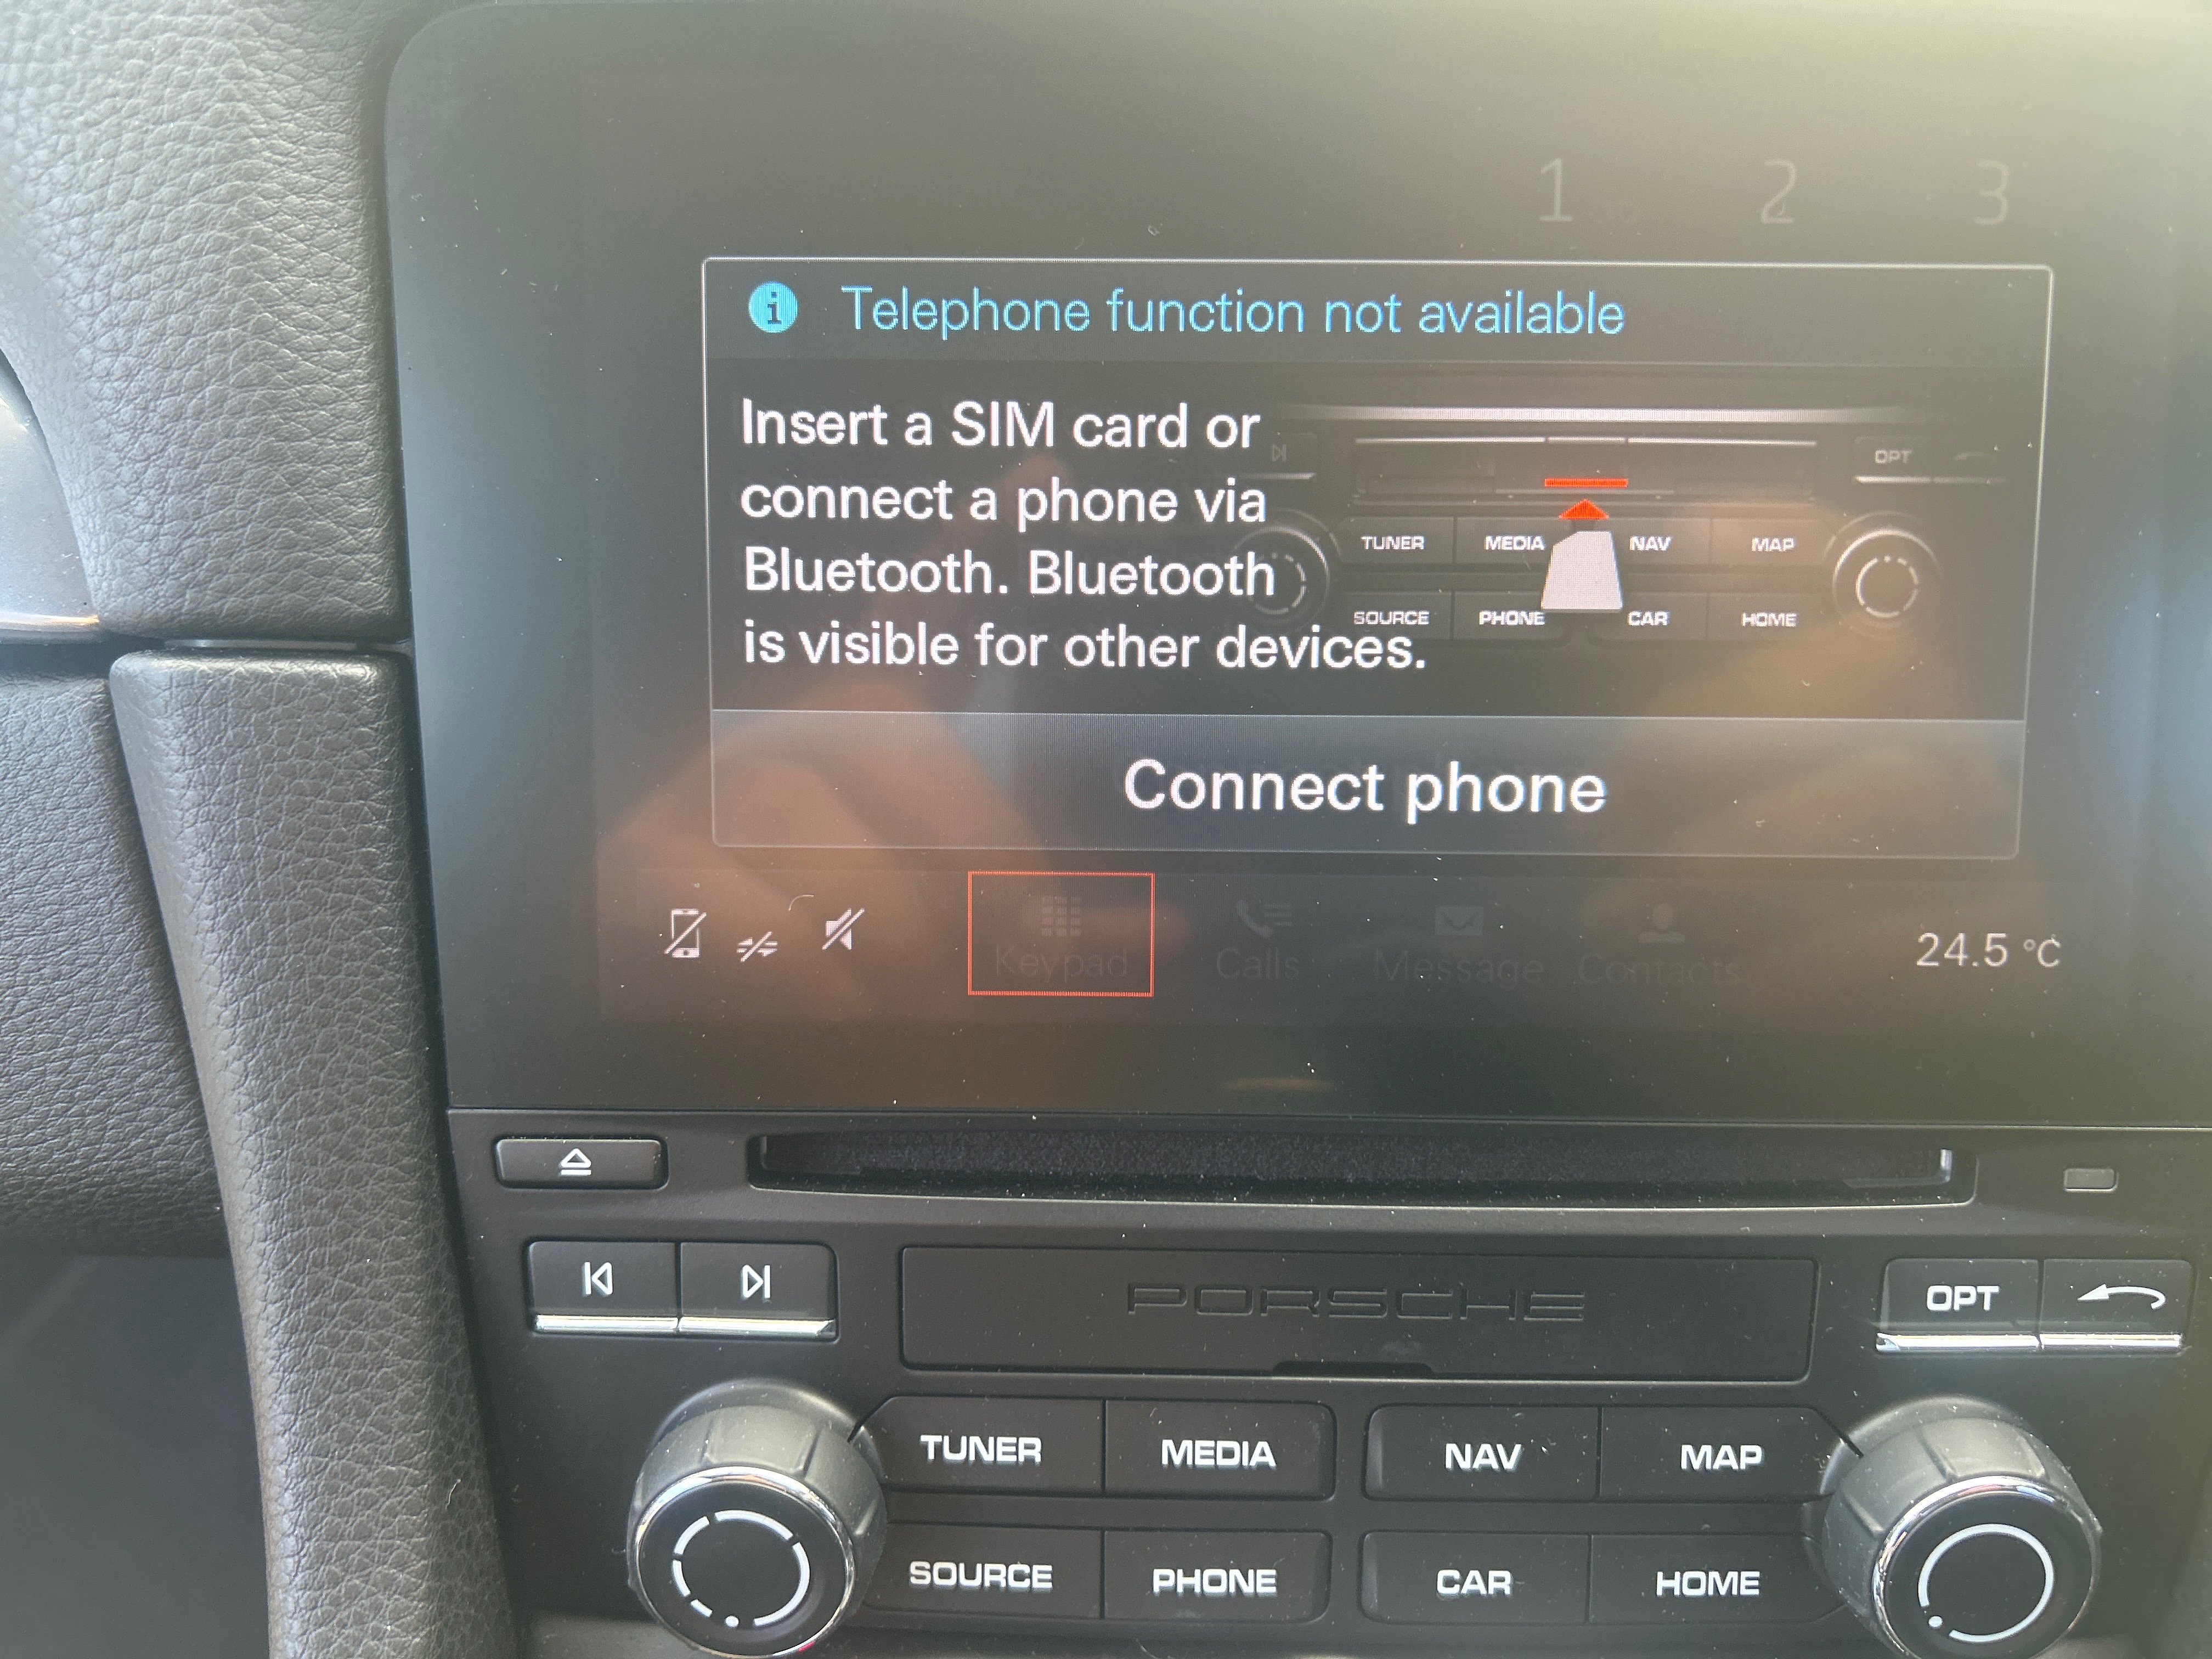 1 2 3
Telephone function not available
Insert a SIM card or
connect a phone via
Bluetooth. Bluetooth
is visible for other devices.
OPT
TUNER MEDIA NAV MAP
SOURCE PHONE CAR HOME
Connect phone
Keypad Calls Message Contacts
24.5 °C
PORSCHE
OPT
TUNER MEDIA NAV MAP
SOURCE PHONE CAR HOME